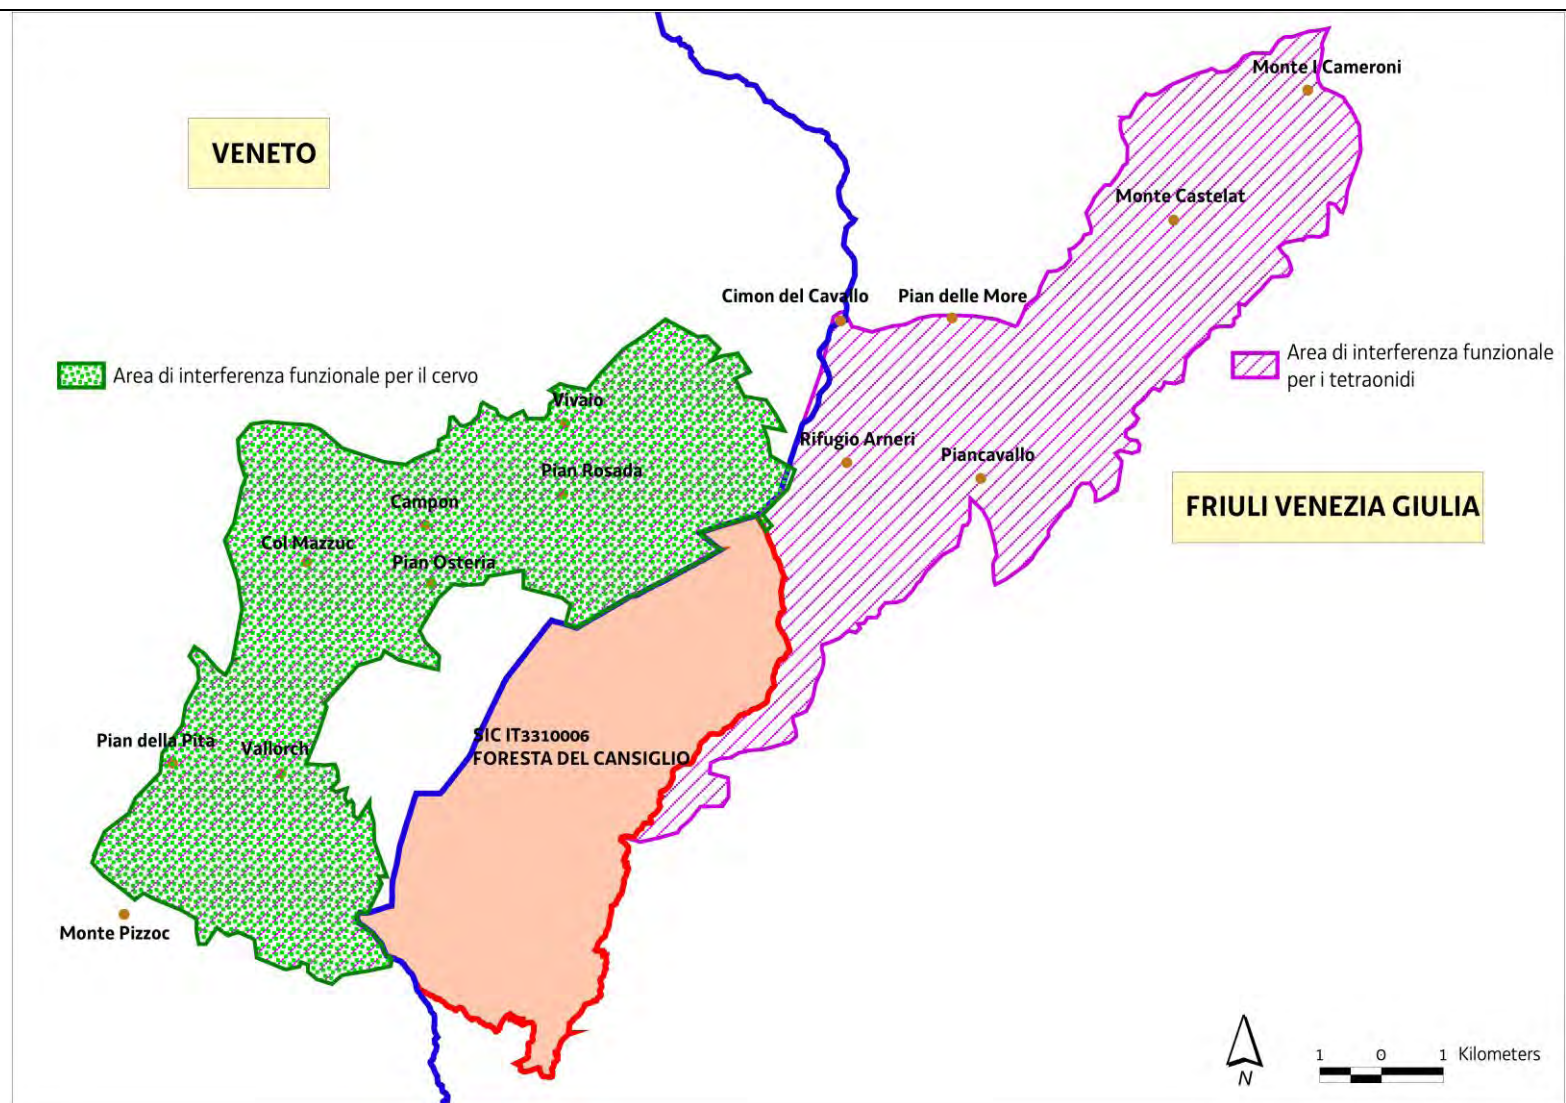 Monte I Cameroni
VENETO
Monte Castelat
Cimon del Cavallo
Pian delle More
Area di interferenza funzionale
per i tetraonidi
Area di interferenza funzionale per il cervo
Vivaio
Rifugio Arneri
Piancavallo
Pian Rosada
Campon
FRIULI VENEZIA GIULIA
Col Mazzuc
Pian Osteria
SIC IT3310006
FORESTA DEL CANSIGLIO
Pian della Pita
Vallorch
Monte Pizzoc
1 0 1 Kilometers
N